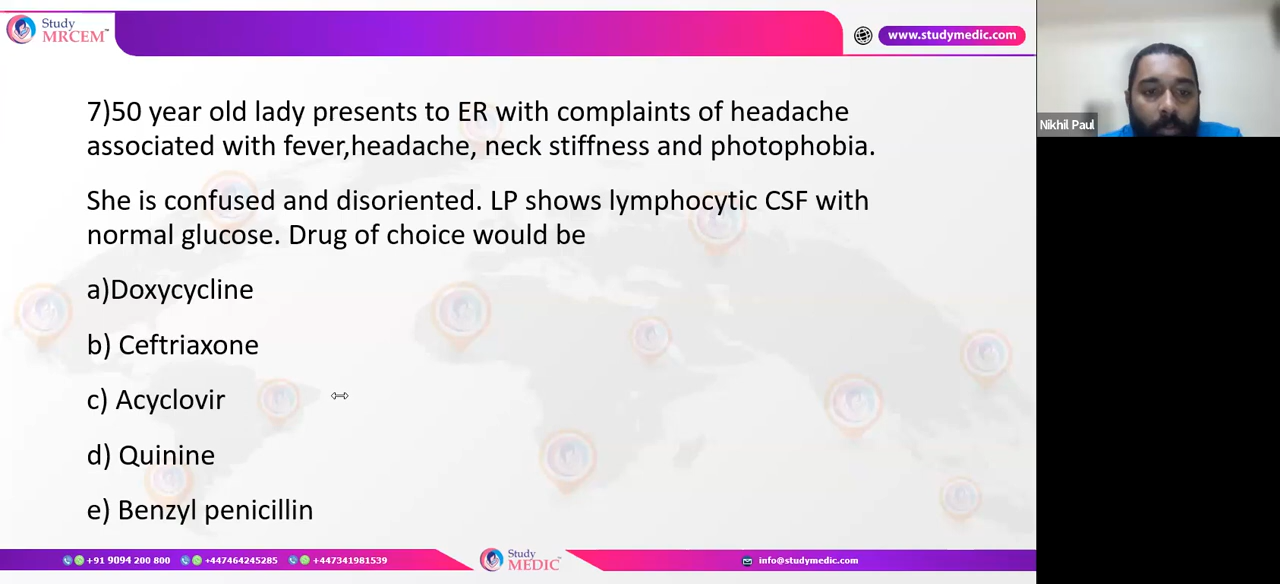 Study
MRCEM™
www.studymedic.com
7)50 year old lady presents to ER with complaints of headache
associated with fever,headache, neck stiffness and photophobia.
She is confused and disoriented. LP shows lymphocytic CSF with
normal glucose. Drug of choice would be
a)Doxycycline
b) Ceftriaxone
c) Acyclovir
d) Quinine
e) Benzyl penicillin
Nikhil Paul
+91 9094 200 800
+447464245285
+447341981539
Study
MEDIC™
info@studymedic.com